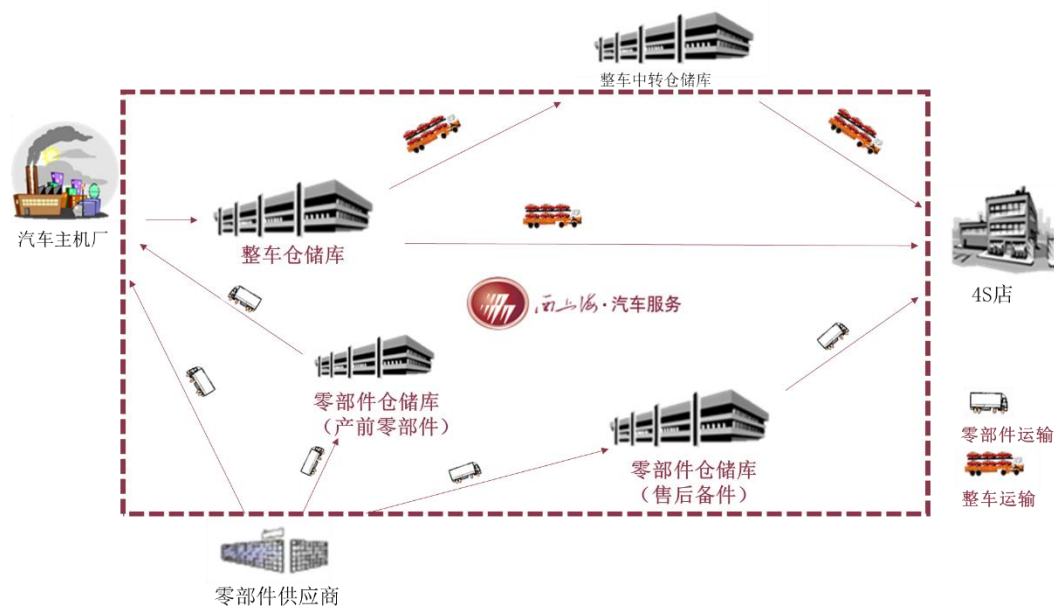 整车中转仓储库
汽车主机厂
整车仓储库
4S店
西上海·汽车服务
零部件仓储库
（产前零部件）
零部件仓储库
（售后备件）
零部件运输
整车运输
零部件供应商